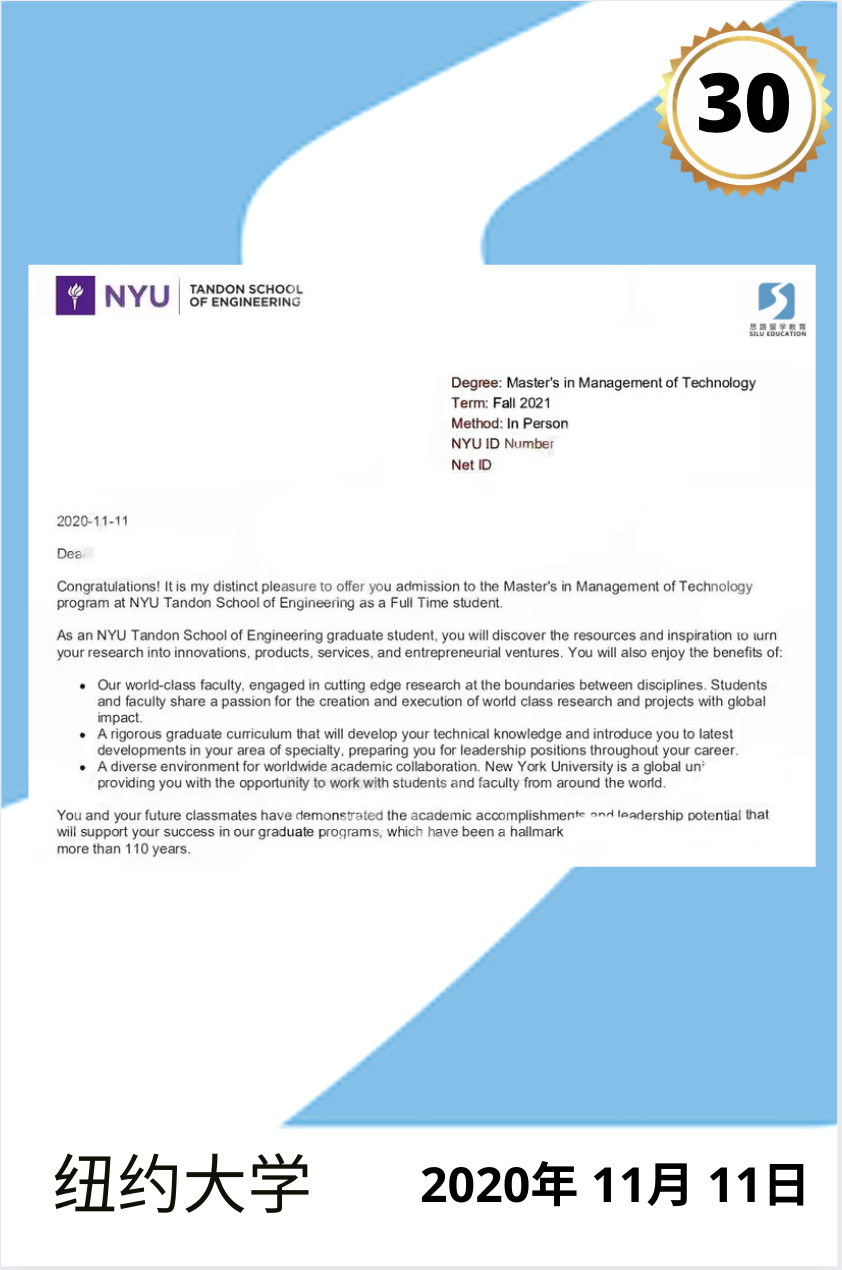 30
NYU
TANDON SCHOOL
OF ENGINEERING
思路留学教育
SILU EDUCATION
Degree: Master's in Management of Technology
Term: Fall 2021
Method: In Person
NYU ID Number
Net ID
2020-11-11
Dea
Congratulations! It is my distinct pleasure to offer you admission to the Master's in Management of Technology
program at NYU Tandon School of Engineering as a Full Time student.
As an NYU Tandon School of Engineering graduate student, you will discover the resources and inspiration to turn
your research into innovations, products, services, and entrepreneurial ventures. You will also enjoy the benefits of:
• Our world-class faculty, engaged in cutting edge research at the boundaries between disciplines. Students
and faculty share a passion for the creation and execution of world class research and projects with global
impact.
• A rigorous graduate curriculum that will develop your technical knowledge and introduce you to latest
developments in your area of specialty, preparing you for leadership positions throughout your career.
• A diverse environment for worldwide academic collaboration. New York University is a global
providing you with the opportunity to work with students and faculty from around the world.
You and your future classmates have demonstrated the academic accomplishments and leadership potential that
will support your success in our graduate programs, which have been a hallmark
more than 110 years.
纽约大学
2020年 11月 11日